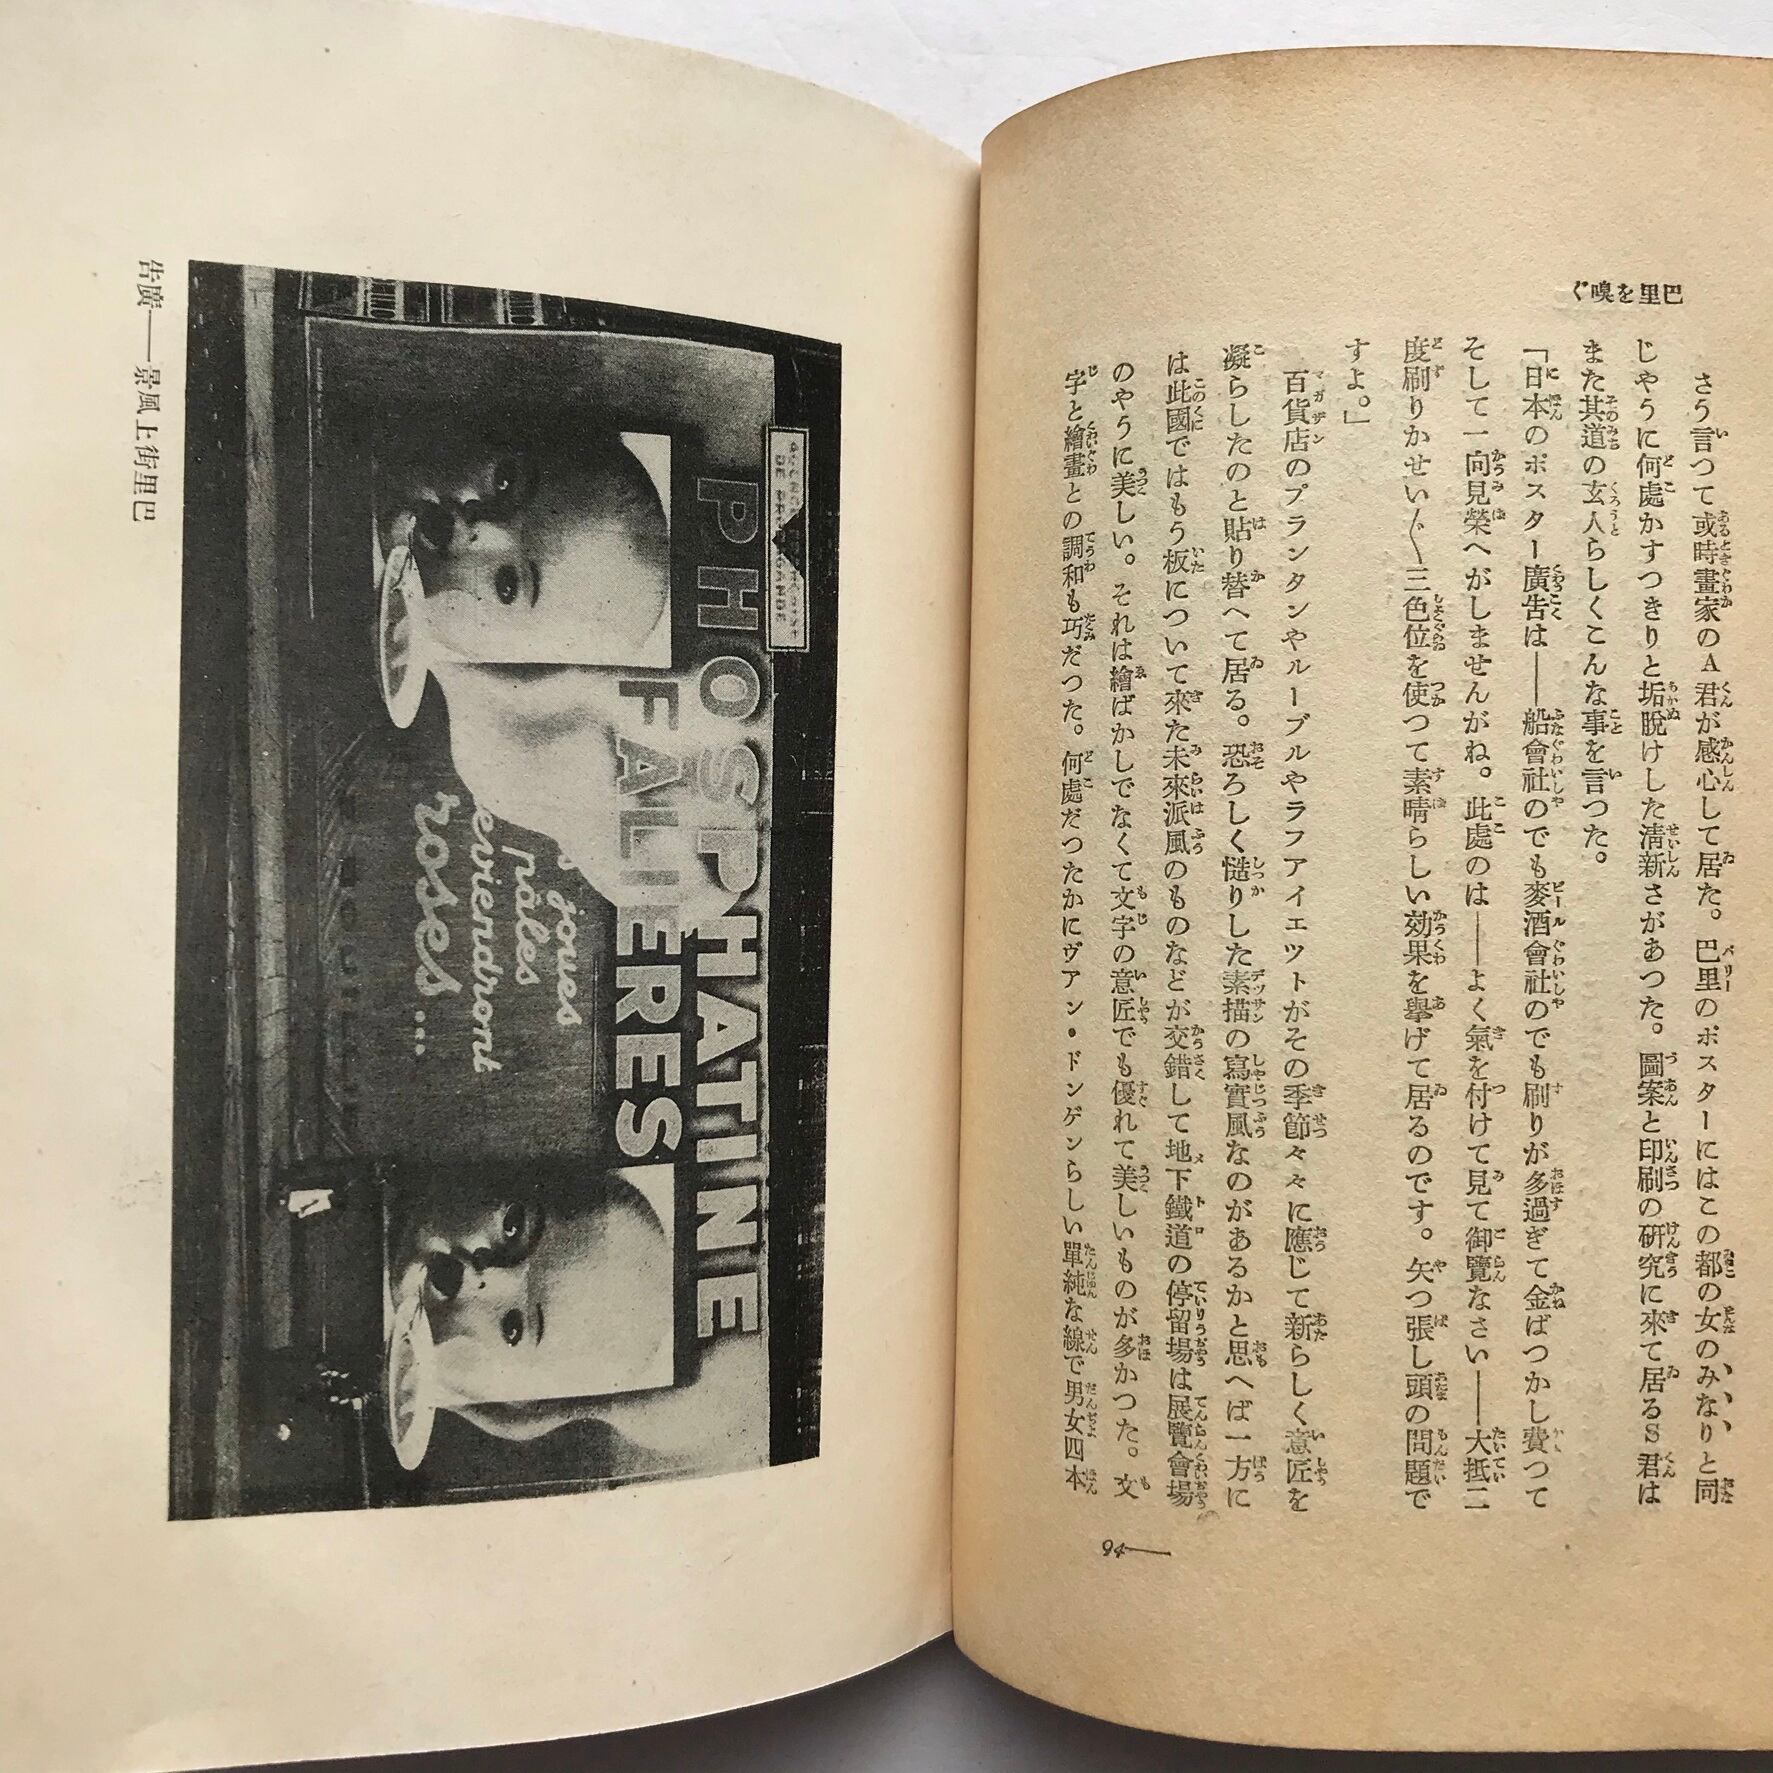 巴里を嗅ぐ
さう言つて或時畫家のA君が感心して居た。巴里のポスターにはこの都の女のみなりと同
じやうに何處かすつきりと垢脫けした淸新さがあつた。圖案と印刷の硏究に來て居るS君は
また其道の玄人らしくこんな事を言つた。
「日本のポスター廣吿は――船會社のでも麥酒會社のでも刷りが多過ぎて金ばつかし費つて
そして一向見榮へがしませんがね。此處のは――よく氣を付けて見て御覽なさい――大抵二
度刷りかせい〴〵三色位を使つて素晴らしい効果を擧げて居るのです。矢つ張し頭の問題で
すよ。」
百貨店のプランタンやルーブルやラフアイエツトがその季節々々に應じて新らしく意匠を
凝らしたのと貼り替へて居る。恐ろしく慥りした素描の寫實風なのがあるかと思へば一方に
は此國ではもう板について來た未來派風のものなどが交錯して地下鐵道の停留場は展覽會場
のやうに美しい。それは繪ばかしでなくて文字の意匠でも優れて美しいものが多かつた。文
字と繪畫との調和も巧だつた。何處だつたかにヴアン・ドンゲンらしい單純な線で男女四本
94
PHOSPHATINE
FALIERES
joues
pâles
reviendront
roses...
巴里街上風景――廣吿